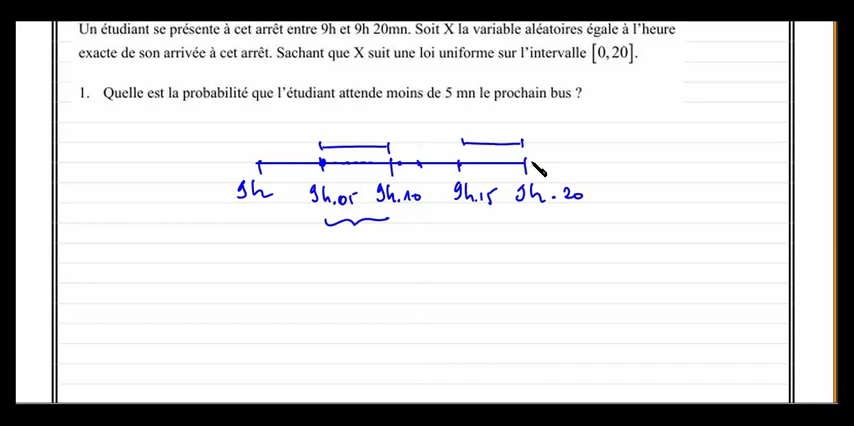 Un étudiant se présente à cet arrêt entre 9h et 9h 20mn. Soit X la variable aléatoires égale à l'heure
exacte de son arrivée à cet arrêt. Sachant que X suit une loi uniforme sur l'intervalle [0,20].
1. Quelle est la probabilité que l'étudiant attende moins de 5 mn le prochain bus ?
9h 9h.05 9h.10 9h.15 9h.20